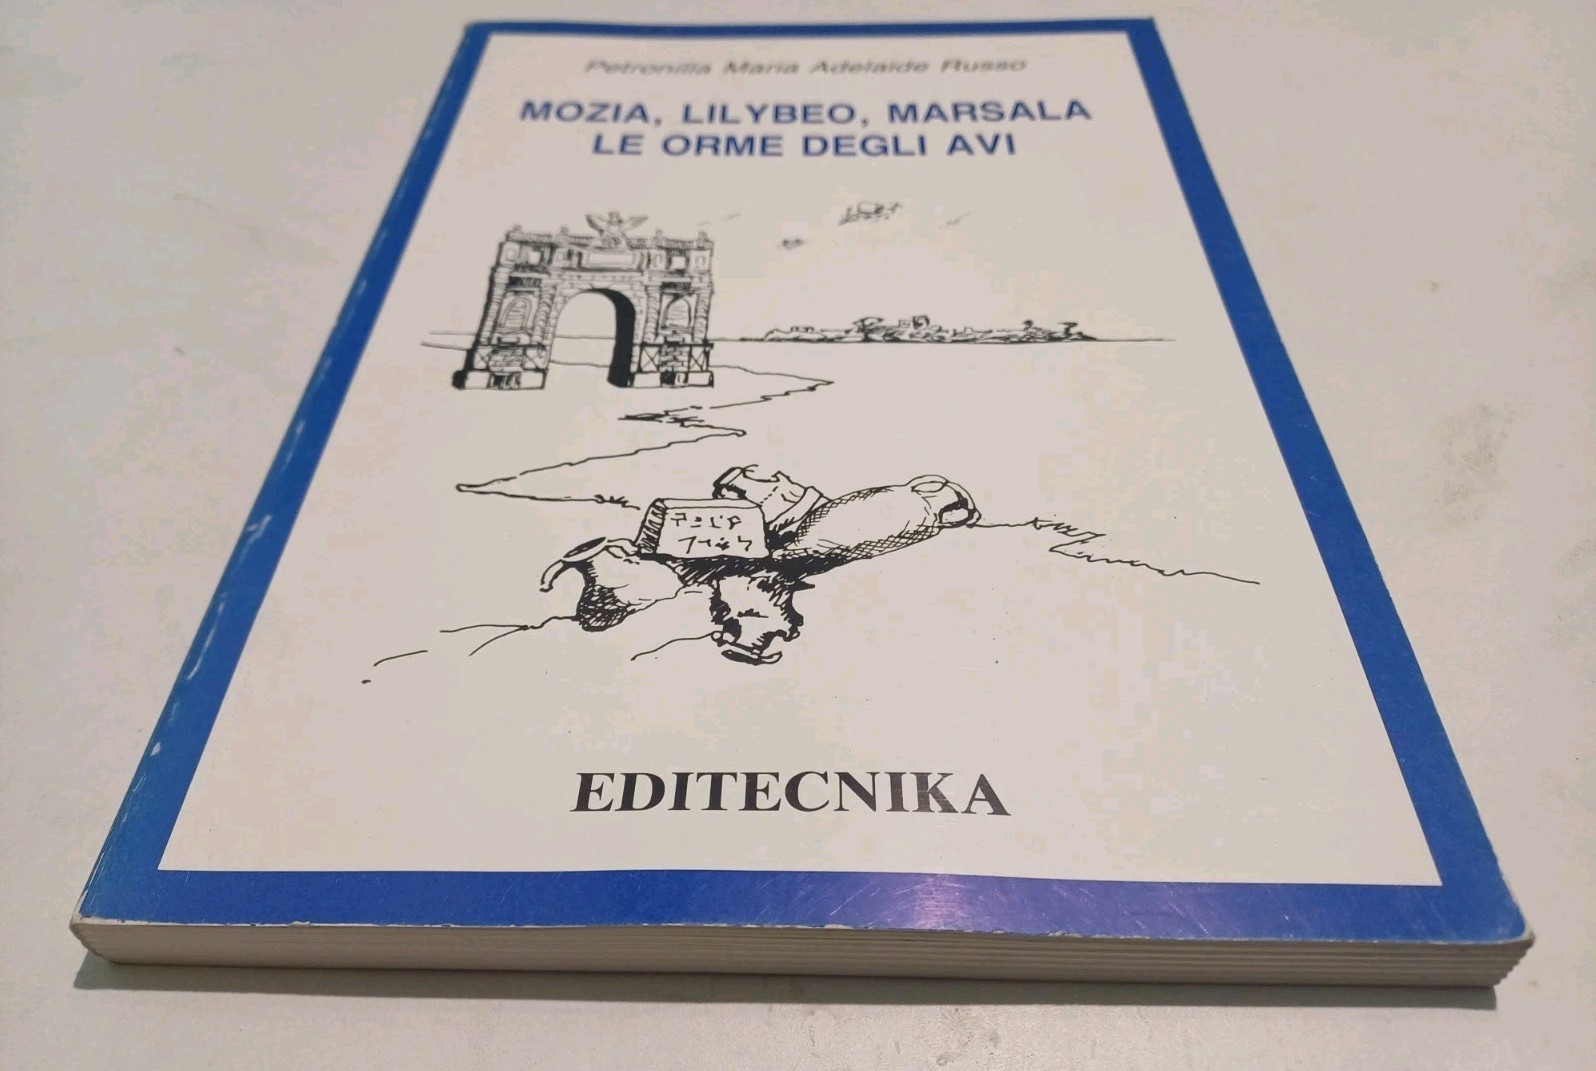 Petronilla Maria Adelaide Russo
MOZIA, LILYBEO, MARSALA
LE ORME DEGLI AVI
EDITECNIKA